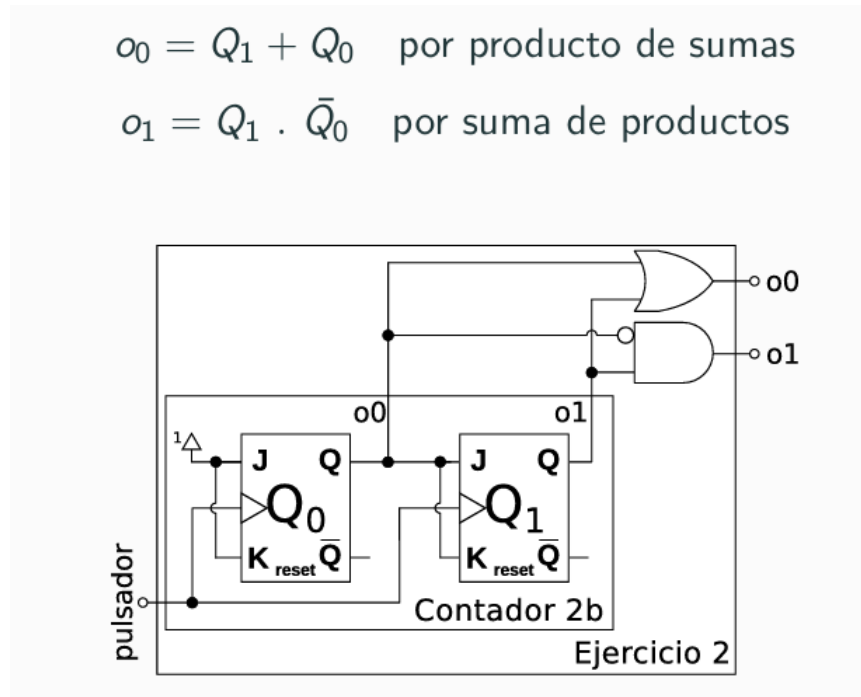 o₀ = Q₁ + Q₀ por producto de sumas
o₁ = Q₁ . Q̄₀ por suma de productos
o0
o1
o0
o1
1
J Q
J Q
Q₀
Q₁
K reset Q̄
K reset Q̄
pulsador
Contador 2b
Ejercicio 2